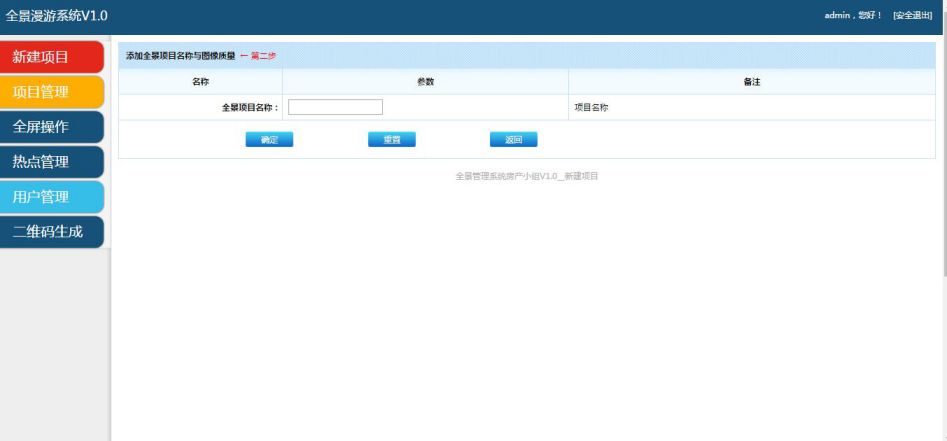 全景漫游系统V1.0
admin，您好！ [安全退出]
新建项目
项目管理
全屏操作
热点管理
用户管理
二维码生成
添加全景项目名称与图像质量 ← 第二步
名称 参数 备注
全景项目名称： 项目名称
确定 重置 返回
全景管理系统房产小组V1.0__新建项目